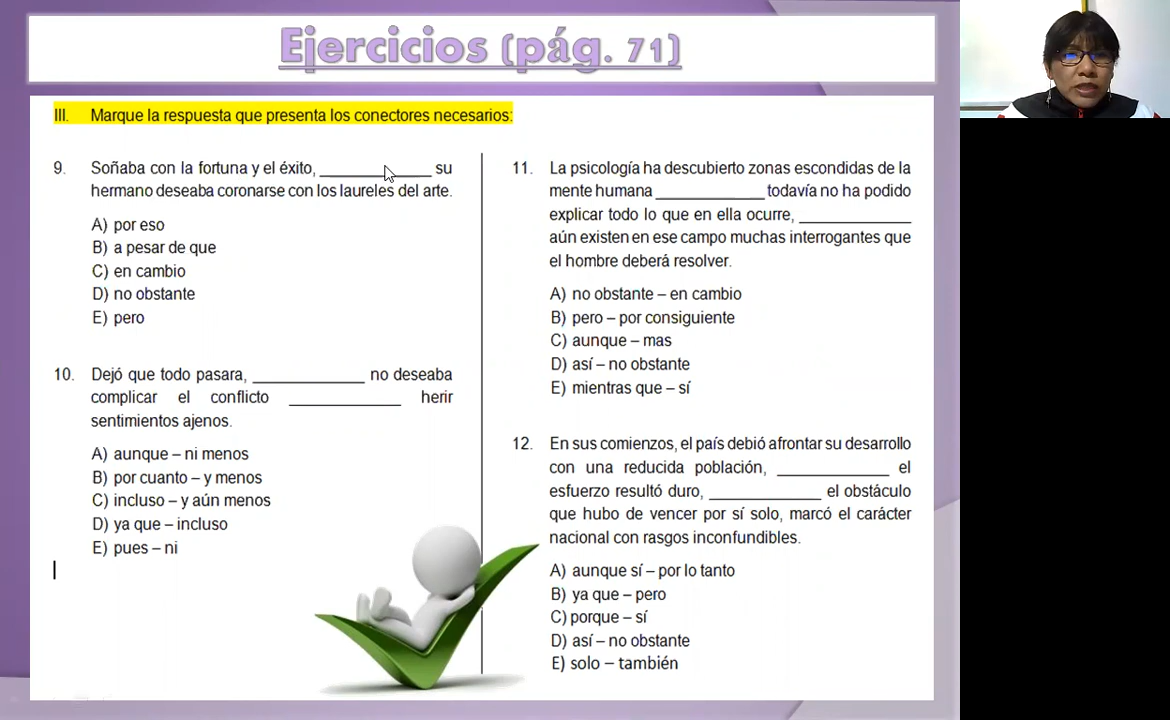 Ejercicios (pág. 71)
III. Marque la respuesta que presenta los conectores necesarios:
9. Soñaba con la fortuna y el éxito, _____________ su
hermano deseaba coronarse con los laureles del arte.
A) por eso
B) a pesar de que
C) en cambio
D) no obstante
E) pero
10. Dejó que todo pasara, _____________ no deseaba
complicar el conflicto _____________ herir
sentimientos ajenos.
A) aunque – ni menos
B) por cuanto – y menos
C) incluso – y aún menos
D) ya que – incluso
E) pues – ni
11. La psicología ha descubierto zonas escondidas de la
mente humana _____________ todavía no ha podido
explicar todo lo que en ella ocurre, _____________
aún existen en ese campo muchas interrogantes que
el hombre deberá resolver.
A) no obstante – en cambio
B) pero – por consiguiente
C) aunque – mas
D) así – no obstante
E) mientras que – sí
12. En sus comienzos, el país debió afrontar su desarrollo
con una reducida población, _____________ el
esfuerzo resultó duro, _____________ el obstáculo
que hubo de vencer por sí solo, marcó el carácter
nacional con rasgos inconfundibles.
A) aunque sí – por lo tanto
B) ya que – pero
C) porque – sí
D) así – no obstante
E) solo – también